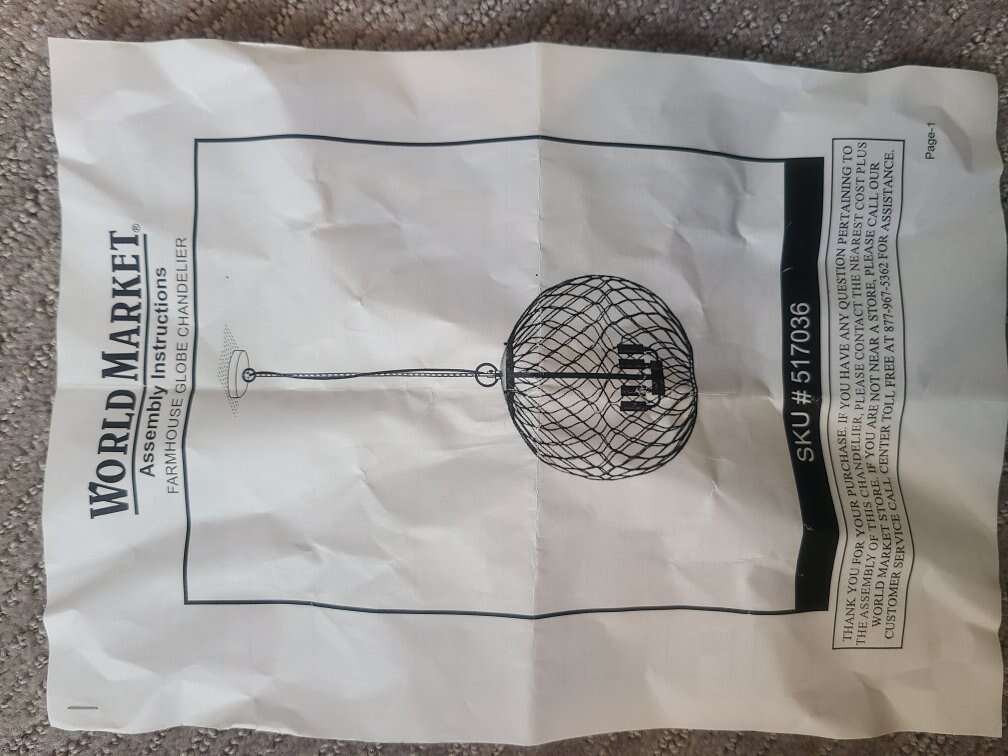 WORLD MARKET®
Assembly Instructions
FARMHOUSE GLOBE CHANDELIER
SKU # 517036
THANK YOU FOR YOUR PURCHASE. IF YOU HAVE ANY QUESTION PERTAINING TO
THE ASSEMBLY OF THIS CHANDELIER, PLEASE CONTACT THE NEAREST COST PLUS
WORLD MARKET STORE. IF YOU ARE NOT NEAR A STORE, PLEASE CALL OUR
CUSTOMER SERVICE CALL CENTER TOLL FREE AT 877-967-5362 FOR ASSISTANCE.
Page-1